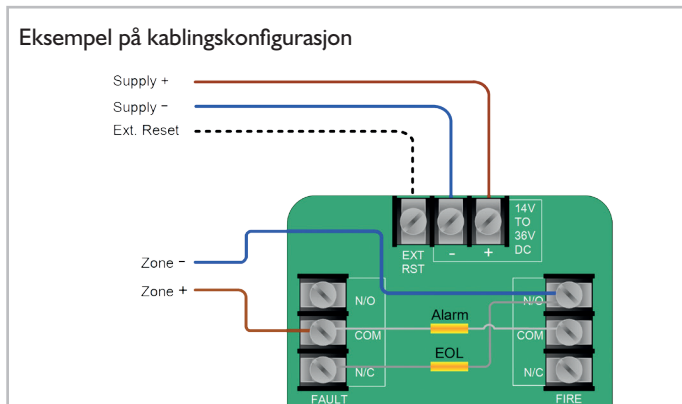 Eksempel på kablingskonfigurasjon
Supply +
Supply −
Ext. Reset
14V
TO
36V
DC
EXT
RST
-
+
Zone −
Zone +
N/O
N/O
Alarm
COM
COM
EOL
N/C
N/C
FAULT
FIRE